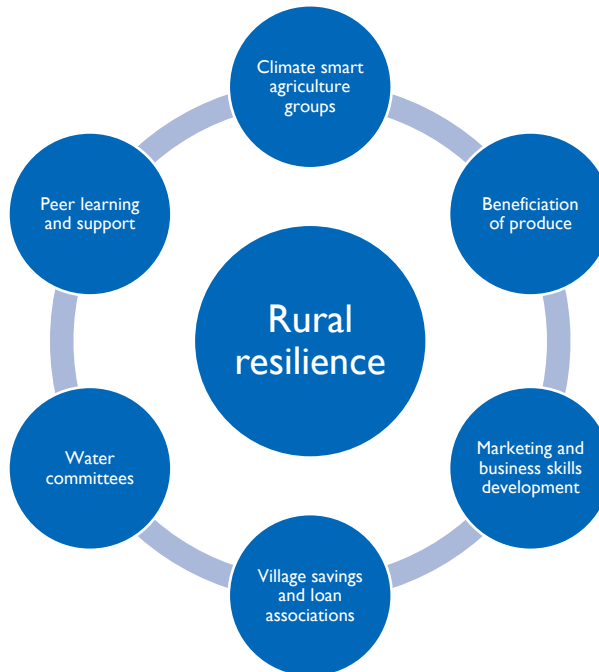 Climate smart
agriculture
groups
Beneficiation
of produce
Marketing and
business skills
development
Village savings
and loan
associations
Water
committees
Peer learning
and support
Rural
resilience